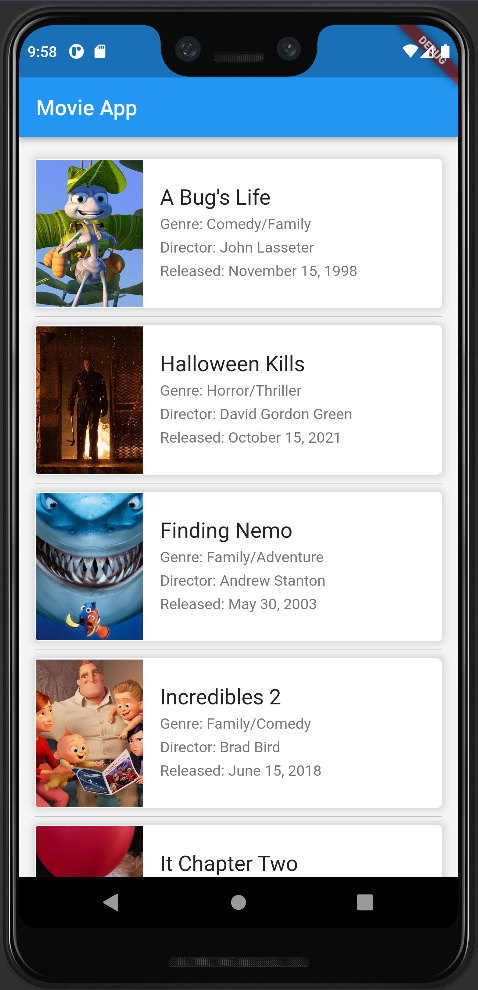 9:58
DEBUG
Movie App
A Bug's Life
Genre: Comedy/Family
Director: John Lasseter
Released: November 15, 1998
Halloween Kills
Genre: Horror/Thriller
Director: David Gordon Green
Released: October 15, 2021
Finding Nemo
Genre: Family/Adventure
Director: Andrew Stanton
Released: May 30, 2003
Incredibles 2
Genre: Family/Comedy
Director: Brad Bird
Released: June 15, 2018
It Chapter Two